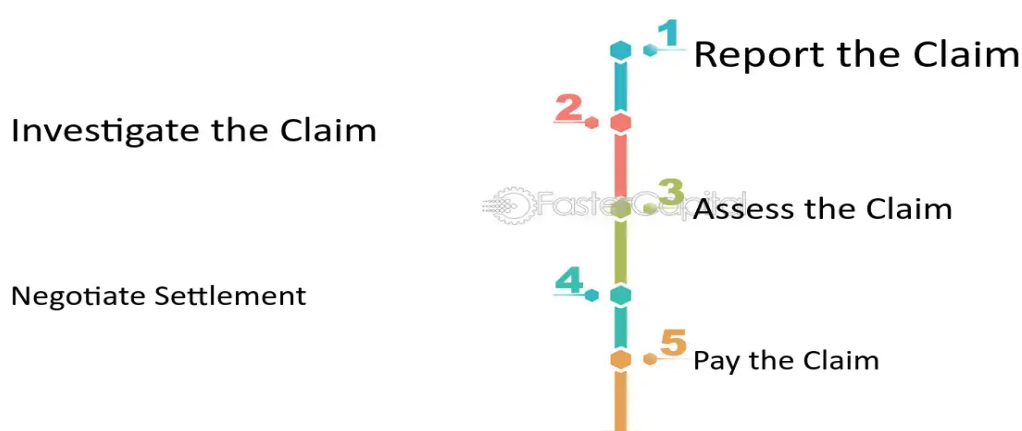 1
Report the Claim
2
Investigate the Claim
3
FasterCapital
Assess the Claim
4
Negotiate Settlement
5
Pay the Claim